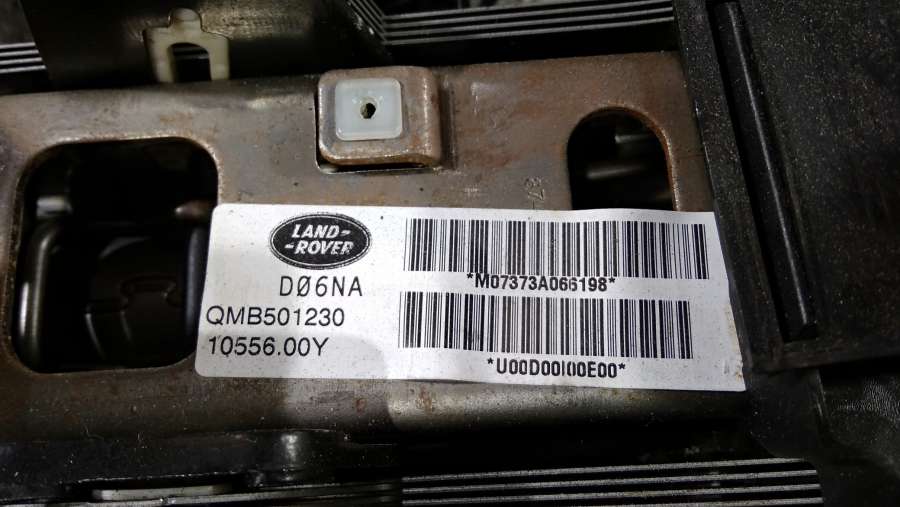 LAND-
-ROVER
DØ6NA
QMB501230
10556.00Y
*M07373A066198*
*U00D00I00E00*